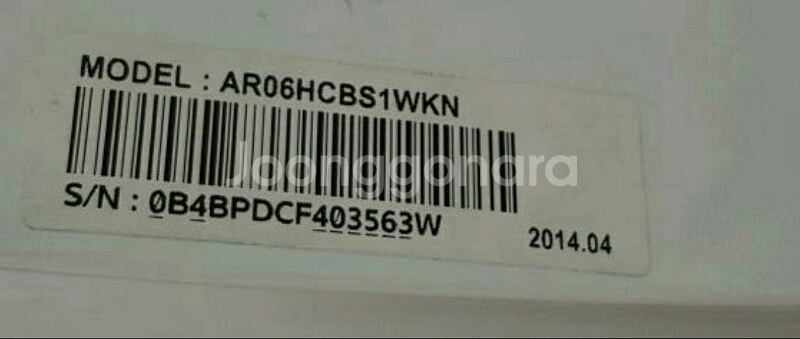 MODEL : AR06HCBS1WKN
Joonggonara
S/N : 0B4BPDCF403563W
2014.04